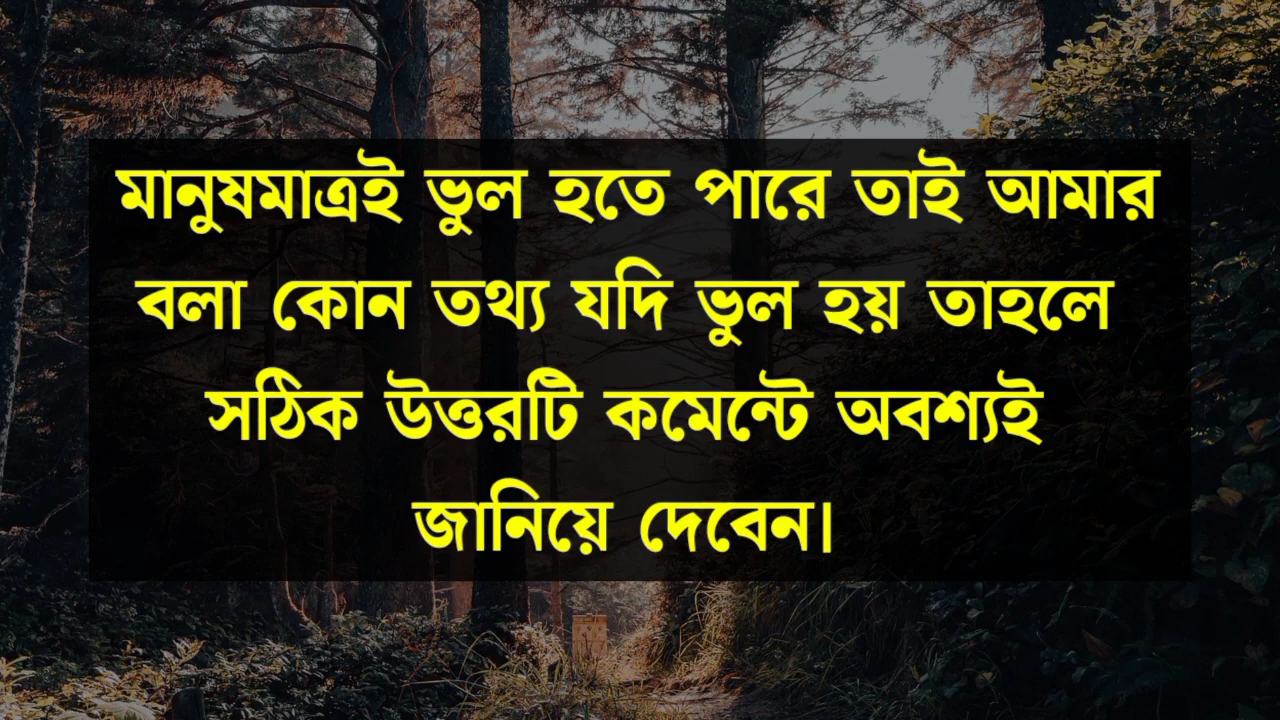 মানুষমাত্রই ভুল হতে পারে তাই আমার
বলা কোন তথ্য যদি ভুল হয় তাহলে
সঠিক উত্তরটি কমেন্টে অবশ্যই
জানিয়ে দেবেন।